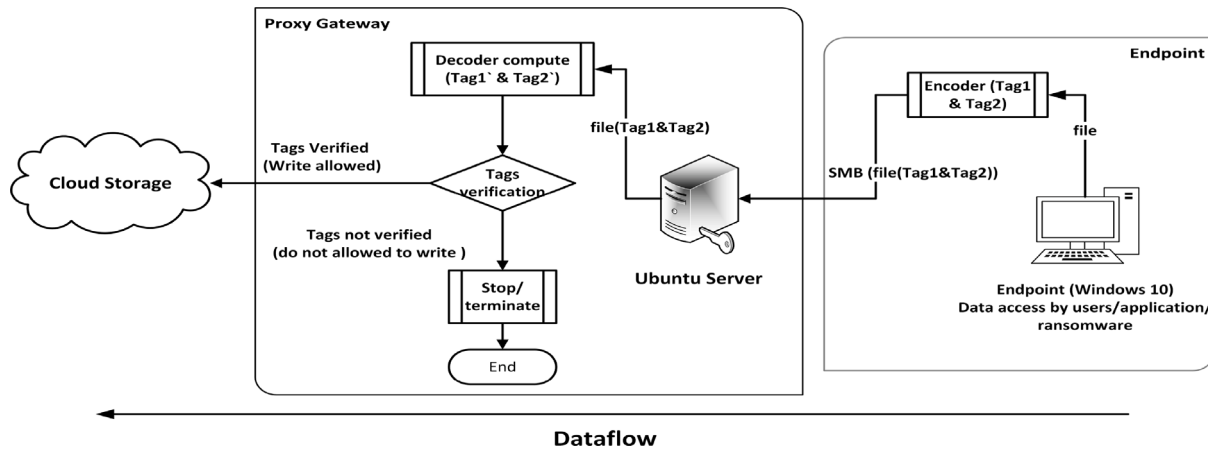 Proxy Gateway
Decoder compute
(Tag1` & Tag2`)
file(Tag1&Tag2)
Tags Verified
(Write allowed)
Cloud Storage
Tags
verification
Tags not verified
(do not allowed to write )
Stop/
terminate
End
Ubuntu Server
Endpoint
Encoder (Tag1
& Tag2)
file
SMB (file(Tag1&Tag2))
Endpoint (Windows 10)
Data access by users/application/
ransomware
Dataflow